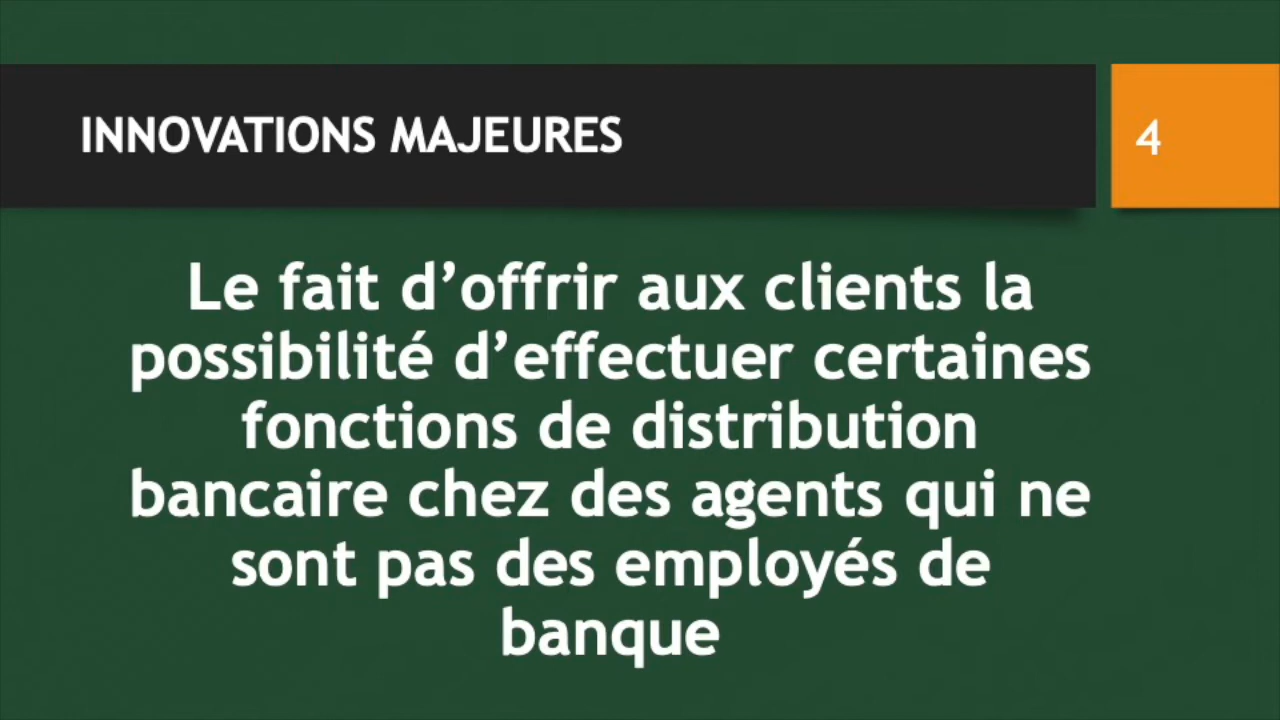 INNOVATIONS MAJEURES
4
Le fait d’offrir aux clients la
possibilité d’effectuer certaines
fonctions de distribution
bancaire chez des agents qui ne
sont pas des employés de
banque